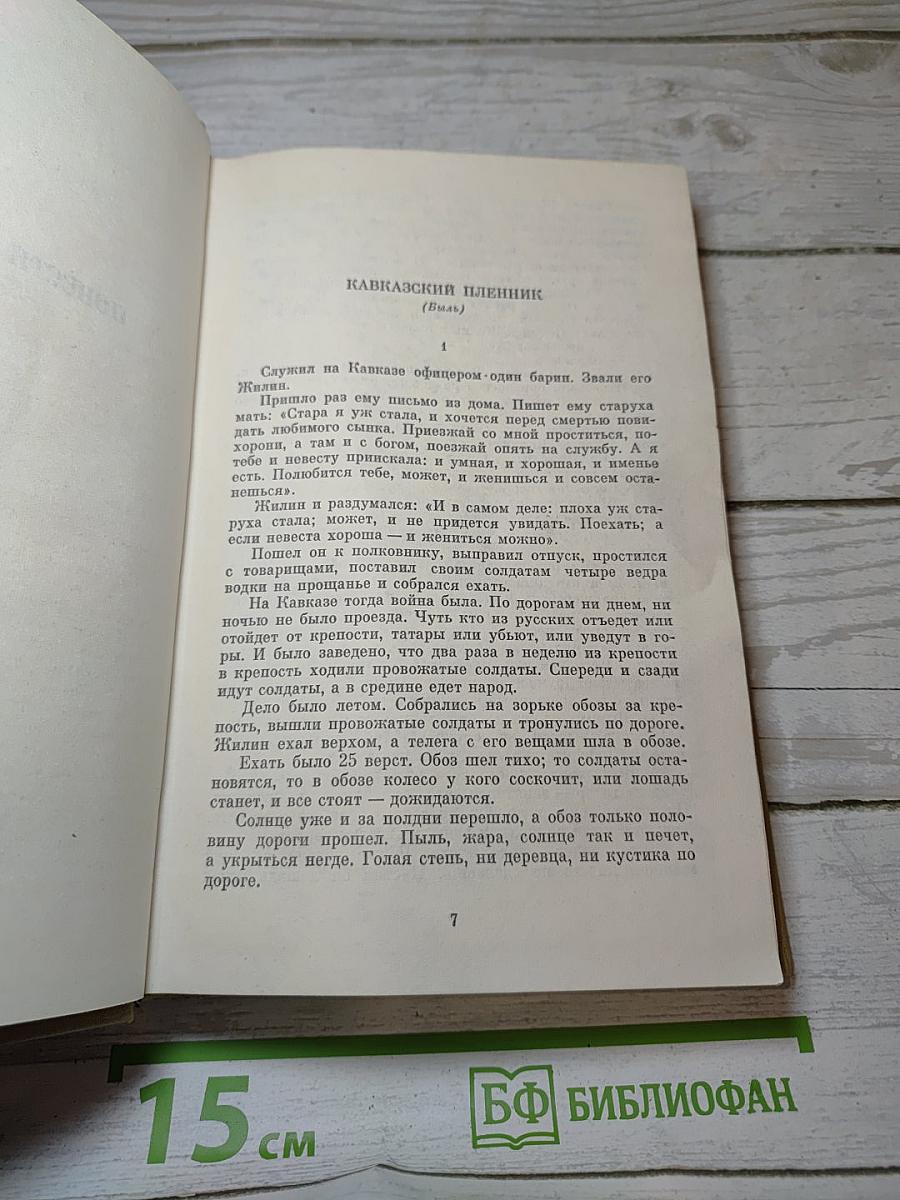 КАВКАЗСКИЙ ПЛЕННИК
(Быль)
1
Служил на Кавказе офицером один барин. Звали его
Жилин.
Пришло раз ему письмо из дома. Пишет ему старуха
мать: «Стара я уж стала, и хочется перед смертью пови-
дать любимого сынка. Приезжай со мной проститься, по-
хорони, а там и с богом, поезжай опять на службу. А я
тебе и невесту приискала: и умная, и хорошая, и именье
есть. Полюбится тебе, может, и женишься и совсем оста-
нешься».
Жилин и раздумался: «И в самом деле: плоха уж ста-
руха стала; может, и не придется увидать. Поехать; а
если невеста хороша — и жениться можно».
Пошел он к полковнику, выправил отпуск, простился
с товарищами, поставил своим солдатам четыре ведра
водки на прощанье и собрался ехать.
На Кавказе тогда война была. По дорогам ни днем, ни
ночью не было проезда. Чуть кто из русских отъедет или
отойдет от крепости, татары или убьют, или уведут в го-
ры. И было заведено, что два раза в неделю из крепости
в крепость ходили провожатые солдаты. Спереди и сзади
идут солдаты, а в средине едет народ.
Дело было летом. Собрались на зорьке обозы за кре-
пость, вышли провожатые солдаты и тронулись по дороге.
Жилин ехал верхом, а телега с его вещами шла в обозе.
Ехать было 25 верст. Обоз шел тихо; то солдаты оста-
новятся, то в обозе колесо у кого соскочит, или лошадь
станет, и все стоят — дожидаются.
Солнце уже и за полдни перешло, а обоз только поло-
вину дороги прошел. Пыль, жара, солнце так и печет,
а укрыться негде. Голая степь, ни деревца, ни кустика по
дороге.
7
15 см
БФ БИБЛИОФАН